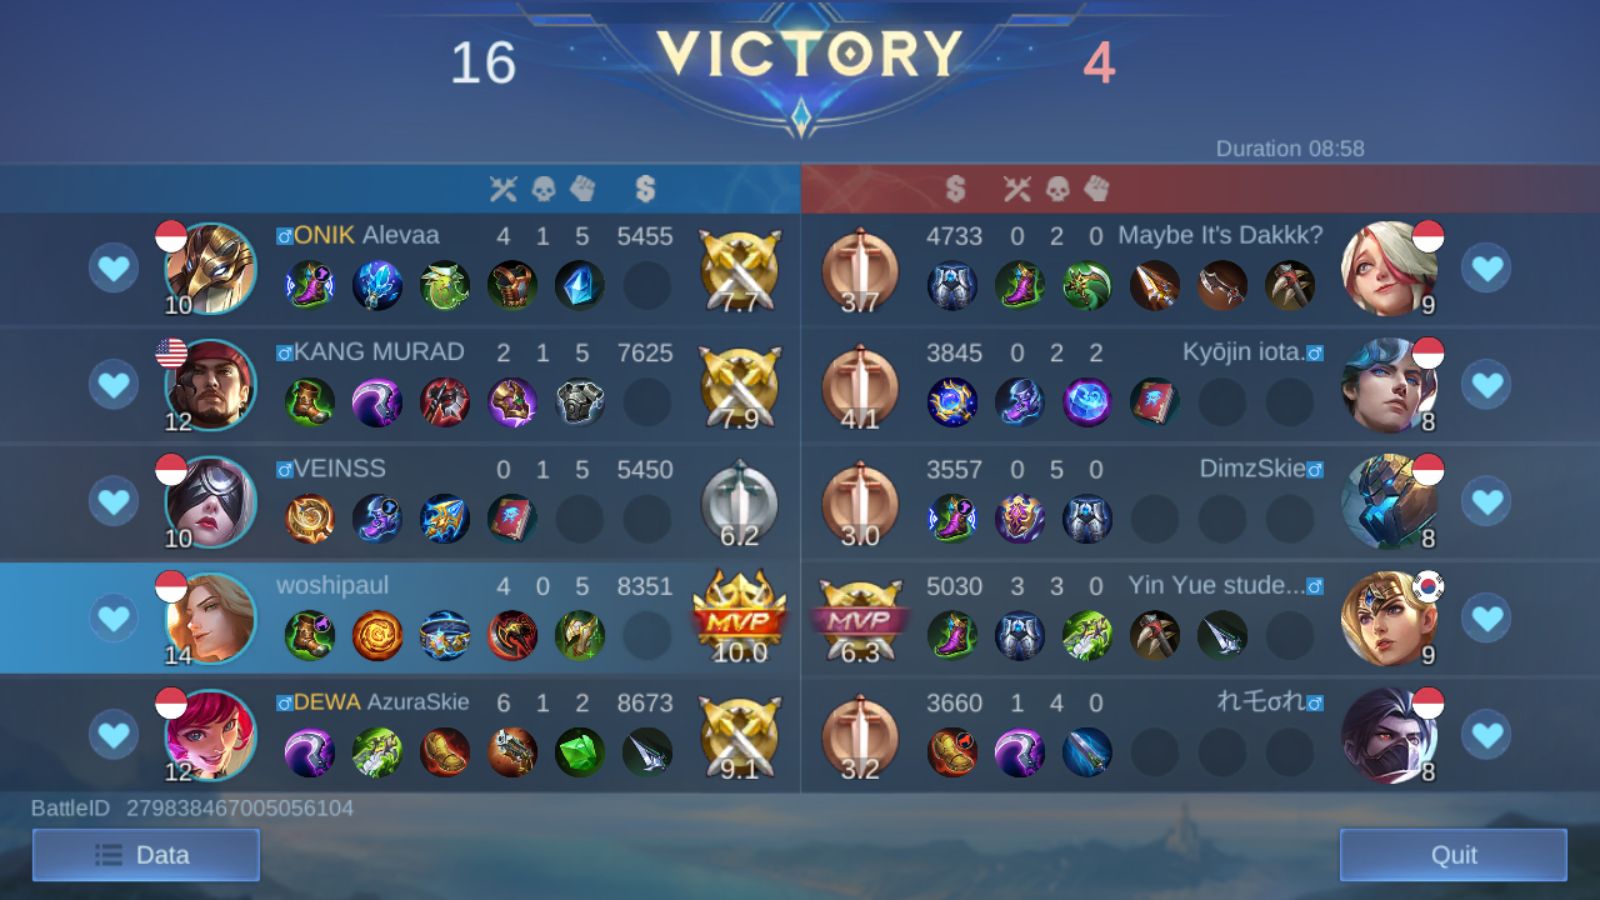 16 VICTORY 4
Duration 08:58
ONIK Alevaa 4 1 5 5455 7.7 10
3.7 4733 0 2 0 Maybe It's Dakkk? 9
KANG MURAD 2 1 5 7625 7.9 12
4.1 3845 0 2 2 Kyōjin iota. 8
VEINSS 0 1 5 5450 6.2 10
3.0 3557 0 5 0 DimzSkie 8
woshipaul 4 0 5 8351 MVP 10.0 14
MVP 6.3 5030 3 3 0 Yin Yue stude... 9
DEWA AzuraSkie 6 1 2 8673 9.1 12
3.2 3660 1 4 0 れ乇σれ 8
BattleID 279838467005056104
Data
Quit